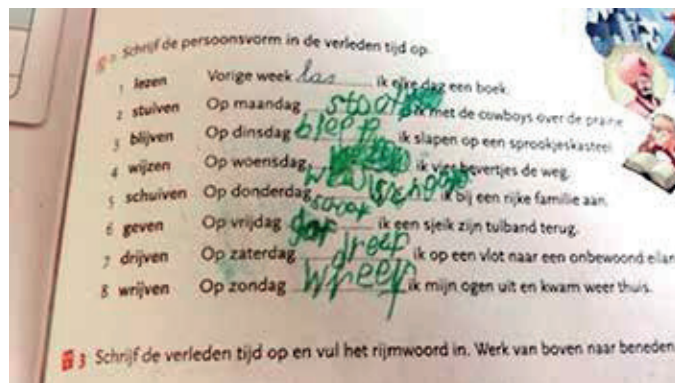 Schrijf de persoonsvorm in de verleden tijd op.
1 lezen Vorige week las ik elke dag een boek.
2 stuiven Op maandag ik met de cowboys over de prairie
3 blijven Op dinsdag bleep ik slapen op een sprookjeskasteel
4 wijzen Op woensdag ik vier bevertjes de weg.
5 schuiven Op donderdag ik bij een rijke familie aan.
6 geven Op vrijdag gaf ik een sjeik zijn tulband terug.
7 drijven Op zaterdag dreef ik op een vlot naar een onbewoond eilan
8 wrijven Op zondag wreef ik mijn ogen uit en kwam weer thuis.
3 Schrijf de verleden tijd op en vul het rijmwoord in. Werk van boven naar beneden